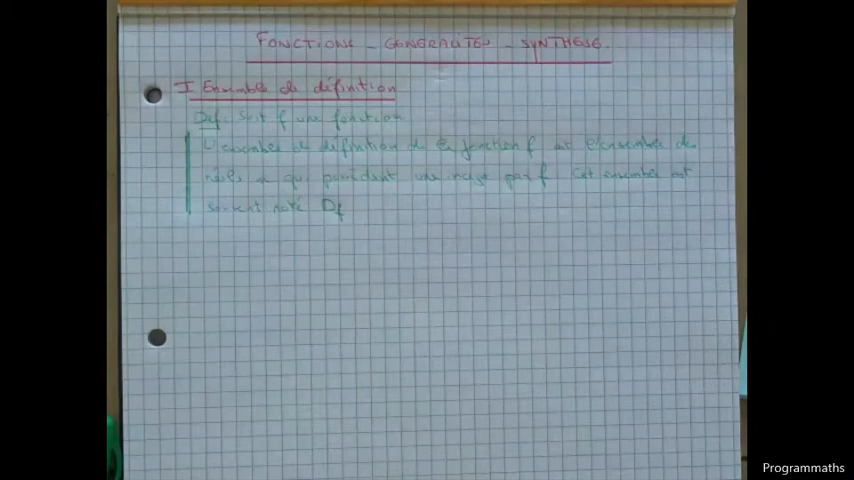 FONCTIONS - GENERALITES - SYNTHESE.
I Ensemble de définition
Def: Soit f une fonction
L'ensemble de définition de la fonction f est l'ensemble des
réels x qui possèdent une image par f. Cet ensemble est
souvent noté Df
Programmaths